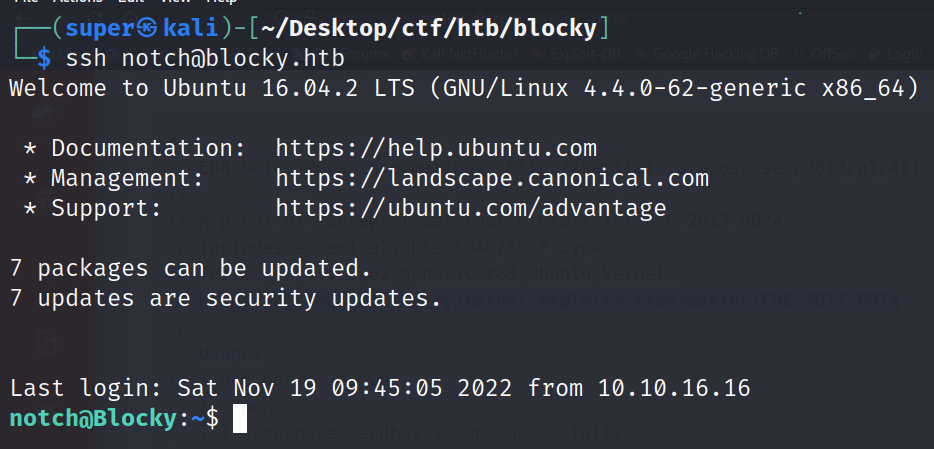 (super㉿kali)-[~/Desktop/ctf/htb/blocky]
$ ssh notch@blocky.htb
Welcome to Ubuntu 16.04.2 LTS (GNU/Linux 4.4.0-62-generic x86_64)
* Documentation: https://help.ubuntu.com
* Management: https://landscape.canonical.com
* Support: https://ubuntu.com/advantage
7 packages can be updated.
7 updates are security updates.
// Usage:
Last login: Sat Nov 19 09:45:05 2022 from 10.10.16.16
notch@Blocky:~$